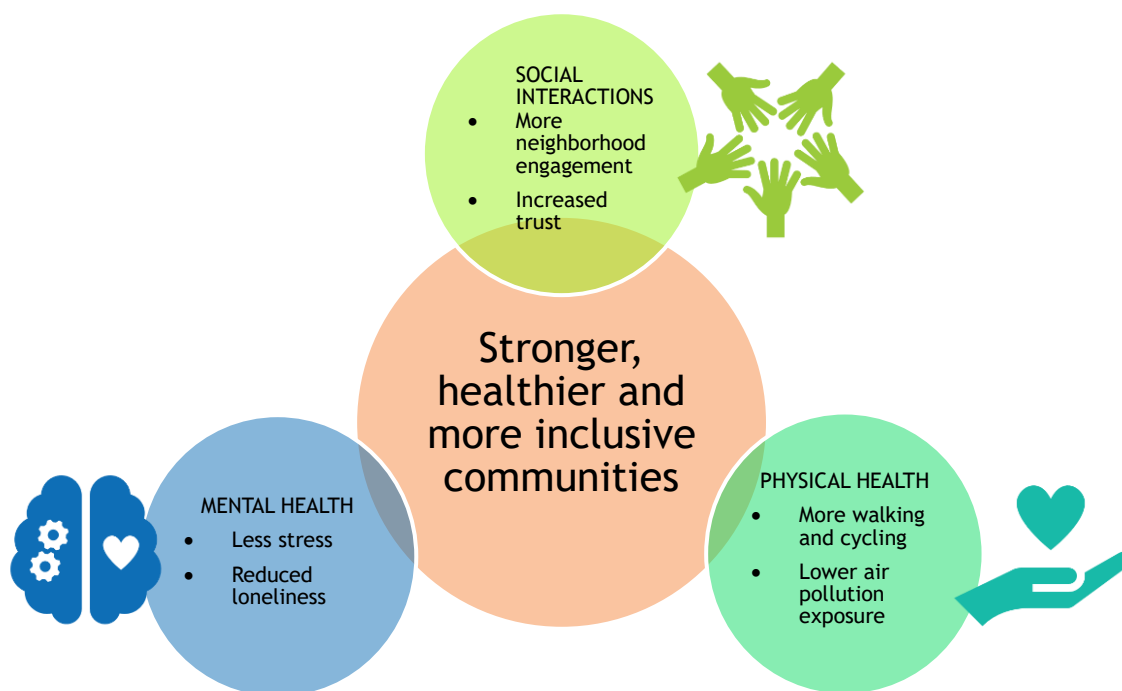 SOCIAL
INTERACTIONS
• More
neighborhood
engagement
• Increased
trust
Stronger,
healthier and
more inclusive
communities
MENTAL HEALTH
• Less stress
• Reduced
loneliness
PHYSICAL HEALTH
• More walking
and cycling
• Lower air
pollution
exposure